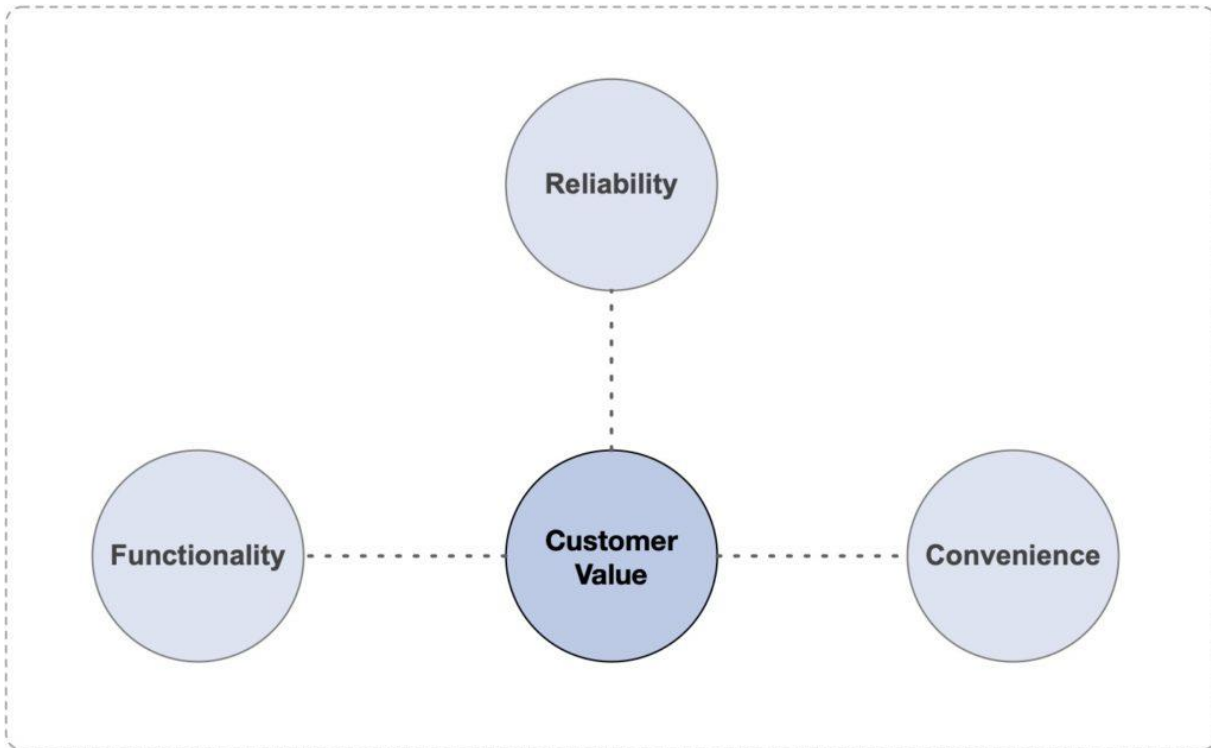 Reliability
Functionality
Customer
Value
Convenience